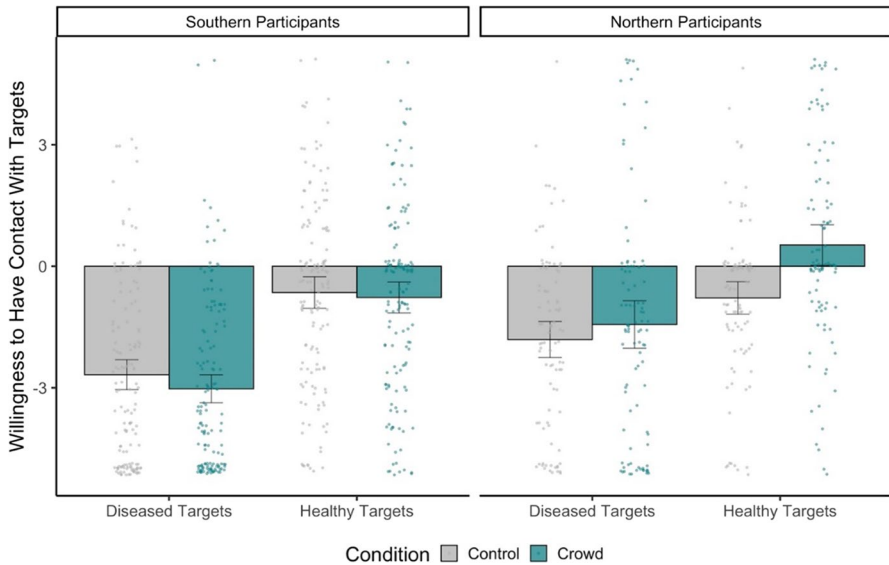 Southern Participants
Northern Participants
Willingness to Have Contact With Targets
3
0
-3
Diseased Targets
Healthy Targets
Diseased Targets
Healthy Targets
Condition
Control
Crowd